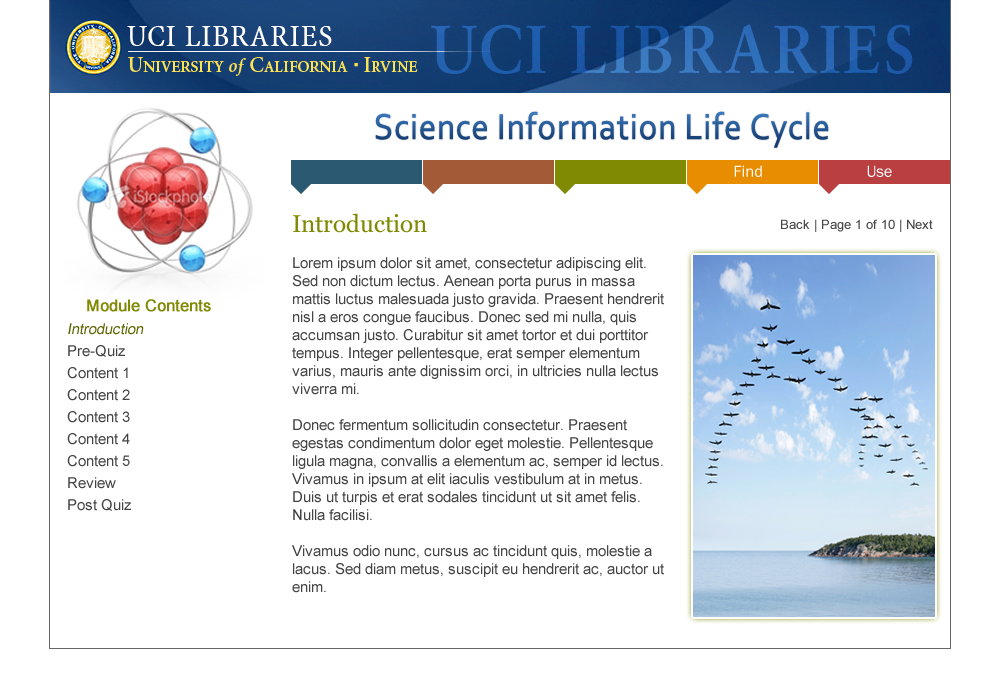 UCI LIBRARIES
UNIVERSITY of CALIFORNIA · IRVINE
UCI LIBRARIES
Science Information Life Cycle
Find
Use
iStockphoto
Module Contents
Introduction
Pre-Quiz
Content 1
Content 2
Content 3
Content 4
Content 5
Review
Post Quiz
Introduction
Back | Page 1 of 10 | Next
Lorem ipsum dolor sit amet, consectetur adipiscing elit.
Sed non dictum lectus. Aenean porta purus in massa
mattis luctus malesuada justo gravida. Praesent hendrerit
nisl a eros congue faucibus. Donec sed mi nulla, quis
accumsan justo. Curabitur sit amet tortor et dui porttitor
tempus. Integer pellentesque, erat semper elementum
varius, mauris ante dignissim orci, in ultricies nulla lectus
viverra mi.
Donec fermentum sollicitudin consectetur. Praesent
egestas condimentum dolor eget molestie. Pellentesque
ligula magna, convallis a elementum ac, semper id lectus.
Vivamus in ipsum at elit iaculis vestibulum at in metus.
Duis ut turpis et erat sodales tincidunt ut sit amet felis.
Nulla facilisi.
Vivamus odio nunc, cursus ac tincidunt quis, molestie a
lacus. Sed diam metus, suscipit eu hendrerit ac, auctor ut
enim.